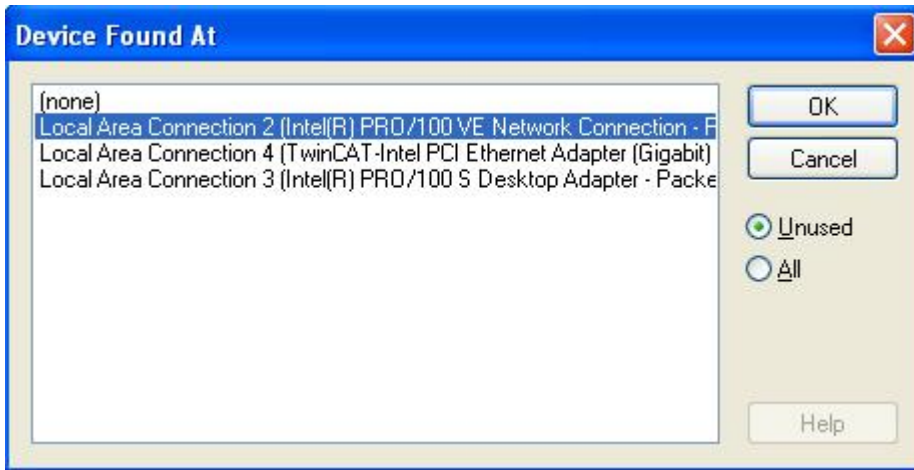 Device Found At
(none)
Local Area Connection 2 (Intel(R) PRO/100 VE Network Connection -
Local Area Connection 4 (TwinCAT-Intel PCI Ethernet Adapter (Gigabit)
Local Area Connection 3 (Intel(R) PRO/100 S Desktop Adapter - Packe
OK
Cancel
Unused
All
Help